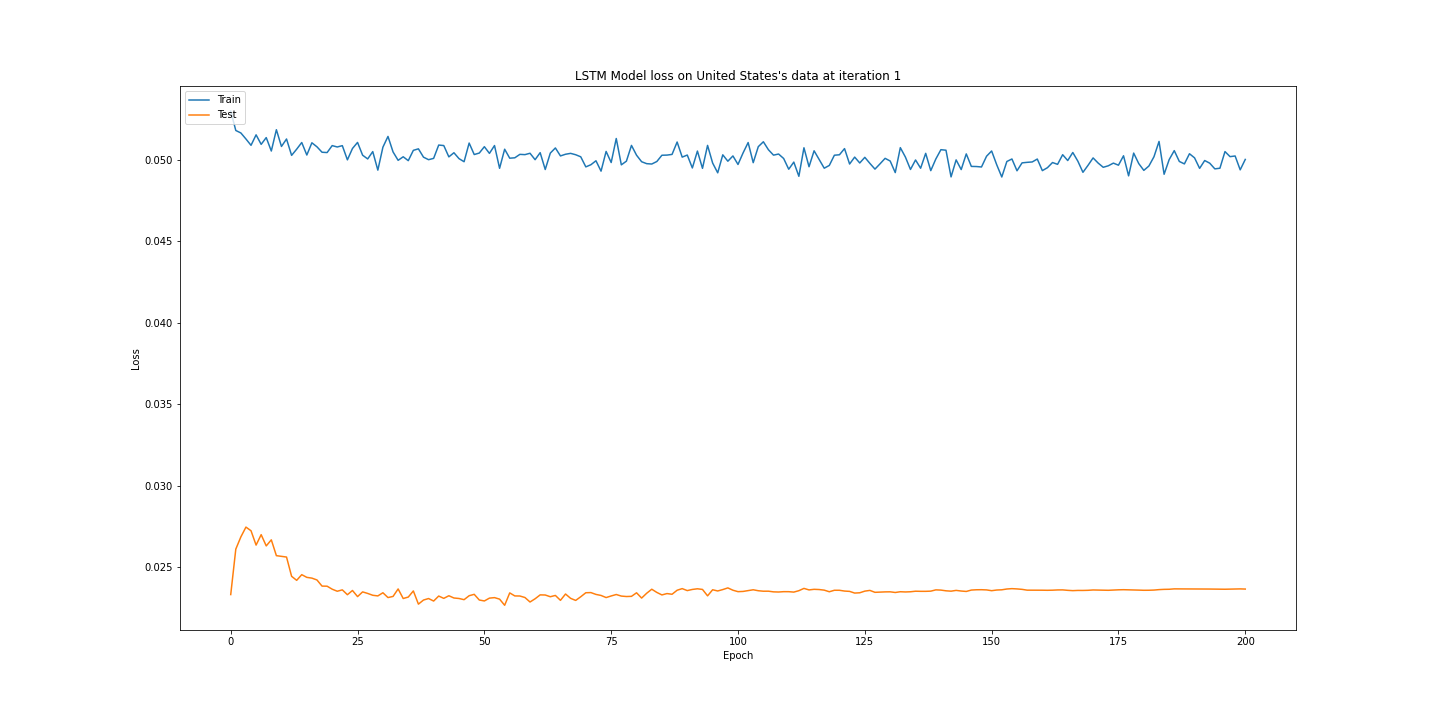 LSTM Model loss on United States's data at iteration 1
Train
Test
0.050
0.045
0.040
0.035
0.030
0.025
Loss
0 25 50 75 100 125 150 175 200
Epoch